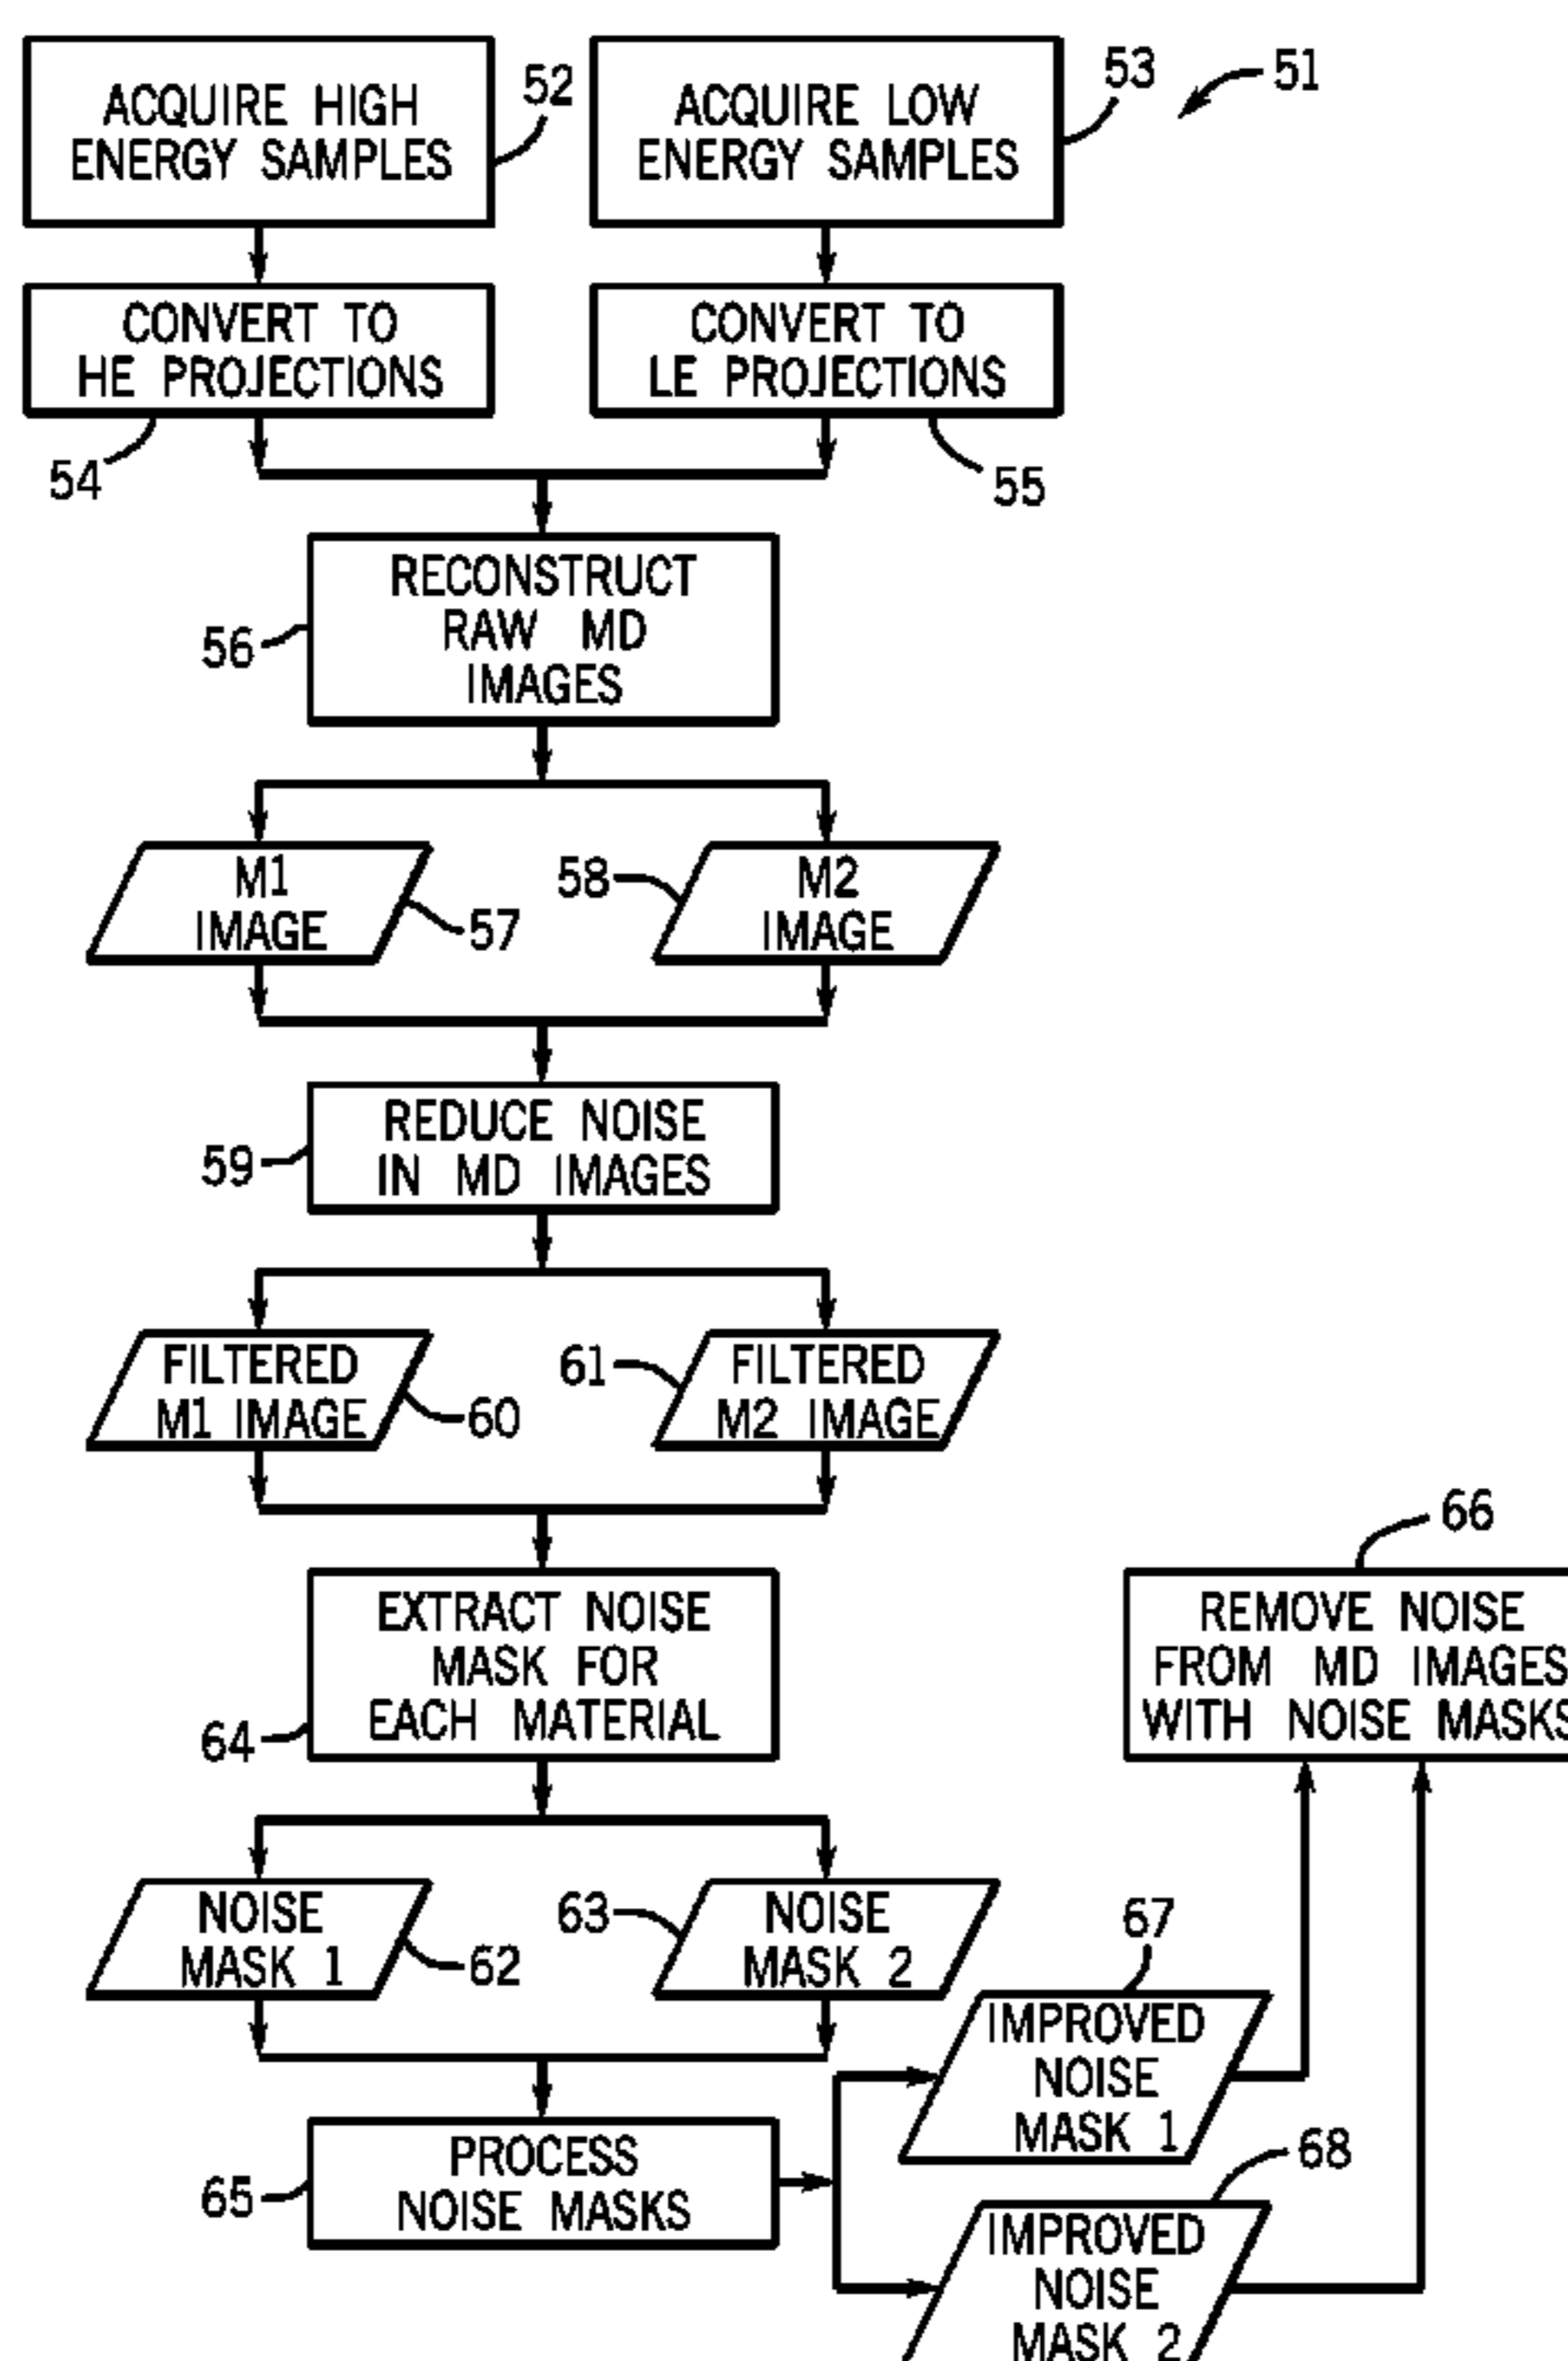 ACQUIRE HIGH
ENERGY SAMPLES
52
ACQUIRE LOW
ENERGY SAMPLES
53
51
CONVERT TO
HE PROJECTIONS
54
CONVERT TO
LE PROJECTIONS
55
RECONSTRUCT
RAW MD
IMAGES
56
M1
IMAGE
57
58
M2
IMAGE
REDUCE NOISE
IN MD IMAGES
59
FILTERED
M1 IMAGE
60
61
FILTERED
M2 IMAGE
EXTRACT NOISE
MASK FOR
EACH MATERIAL
64
66
REMOVE NOISE
FROM MD IMAGES
WITH NOISE MASKS
NOISE
MASK 1
62
63
NOISE
MASK 2
67
IMPROVED
NOISE
MASK 1
PROCESS
NOISE MASKS
65
68
IMPROVED
NOISE
MASK 2